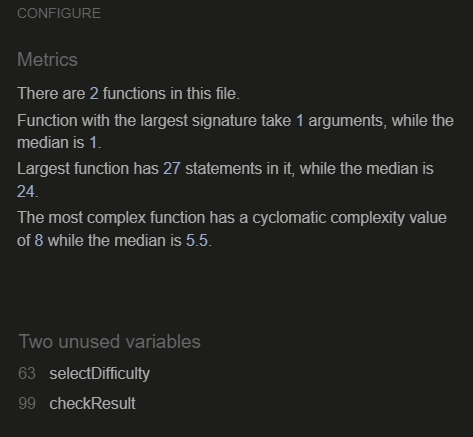 CONFIGURE
Metrics
There are 2 functions in this file.
Function with the largest signature take 1 arguments, while the
median is 1.
Largest function has 27 statements in it, while the median is
24.
The most complex function has a cyclomatic complexity value
of 8 while the median is 5.5.
Two unused variables
63 selectDifficulty
99 checkResult